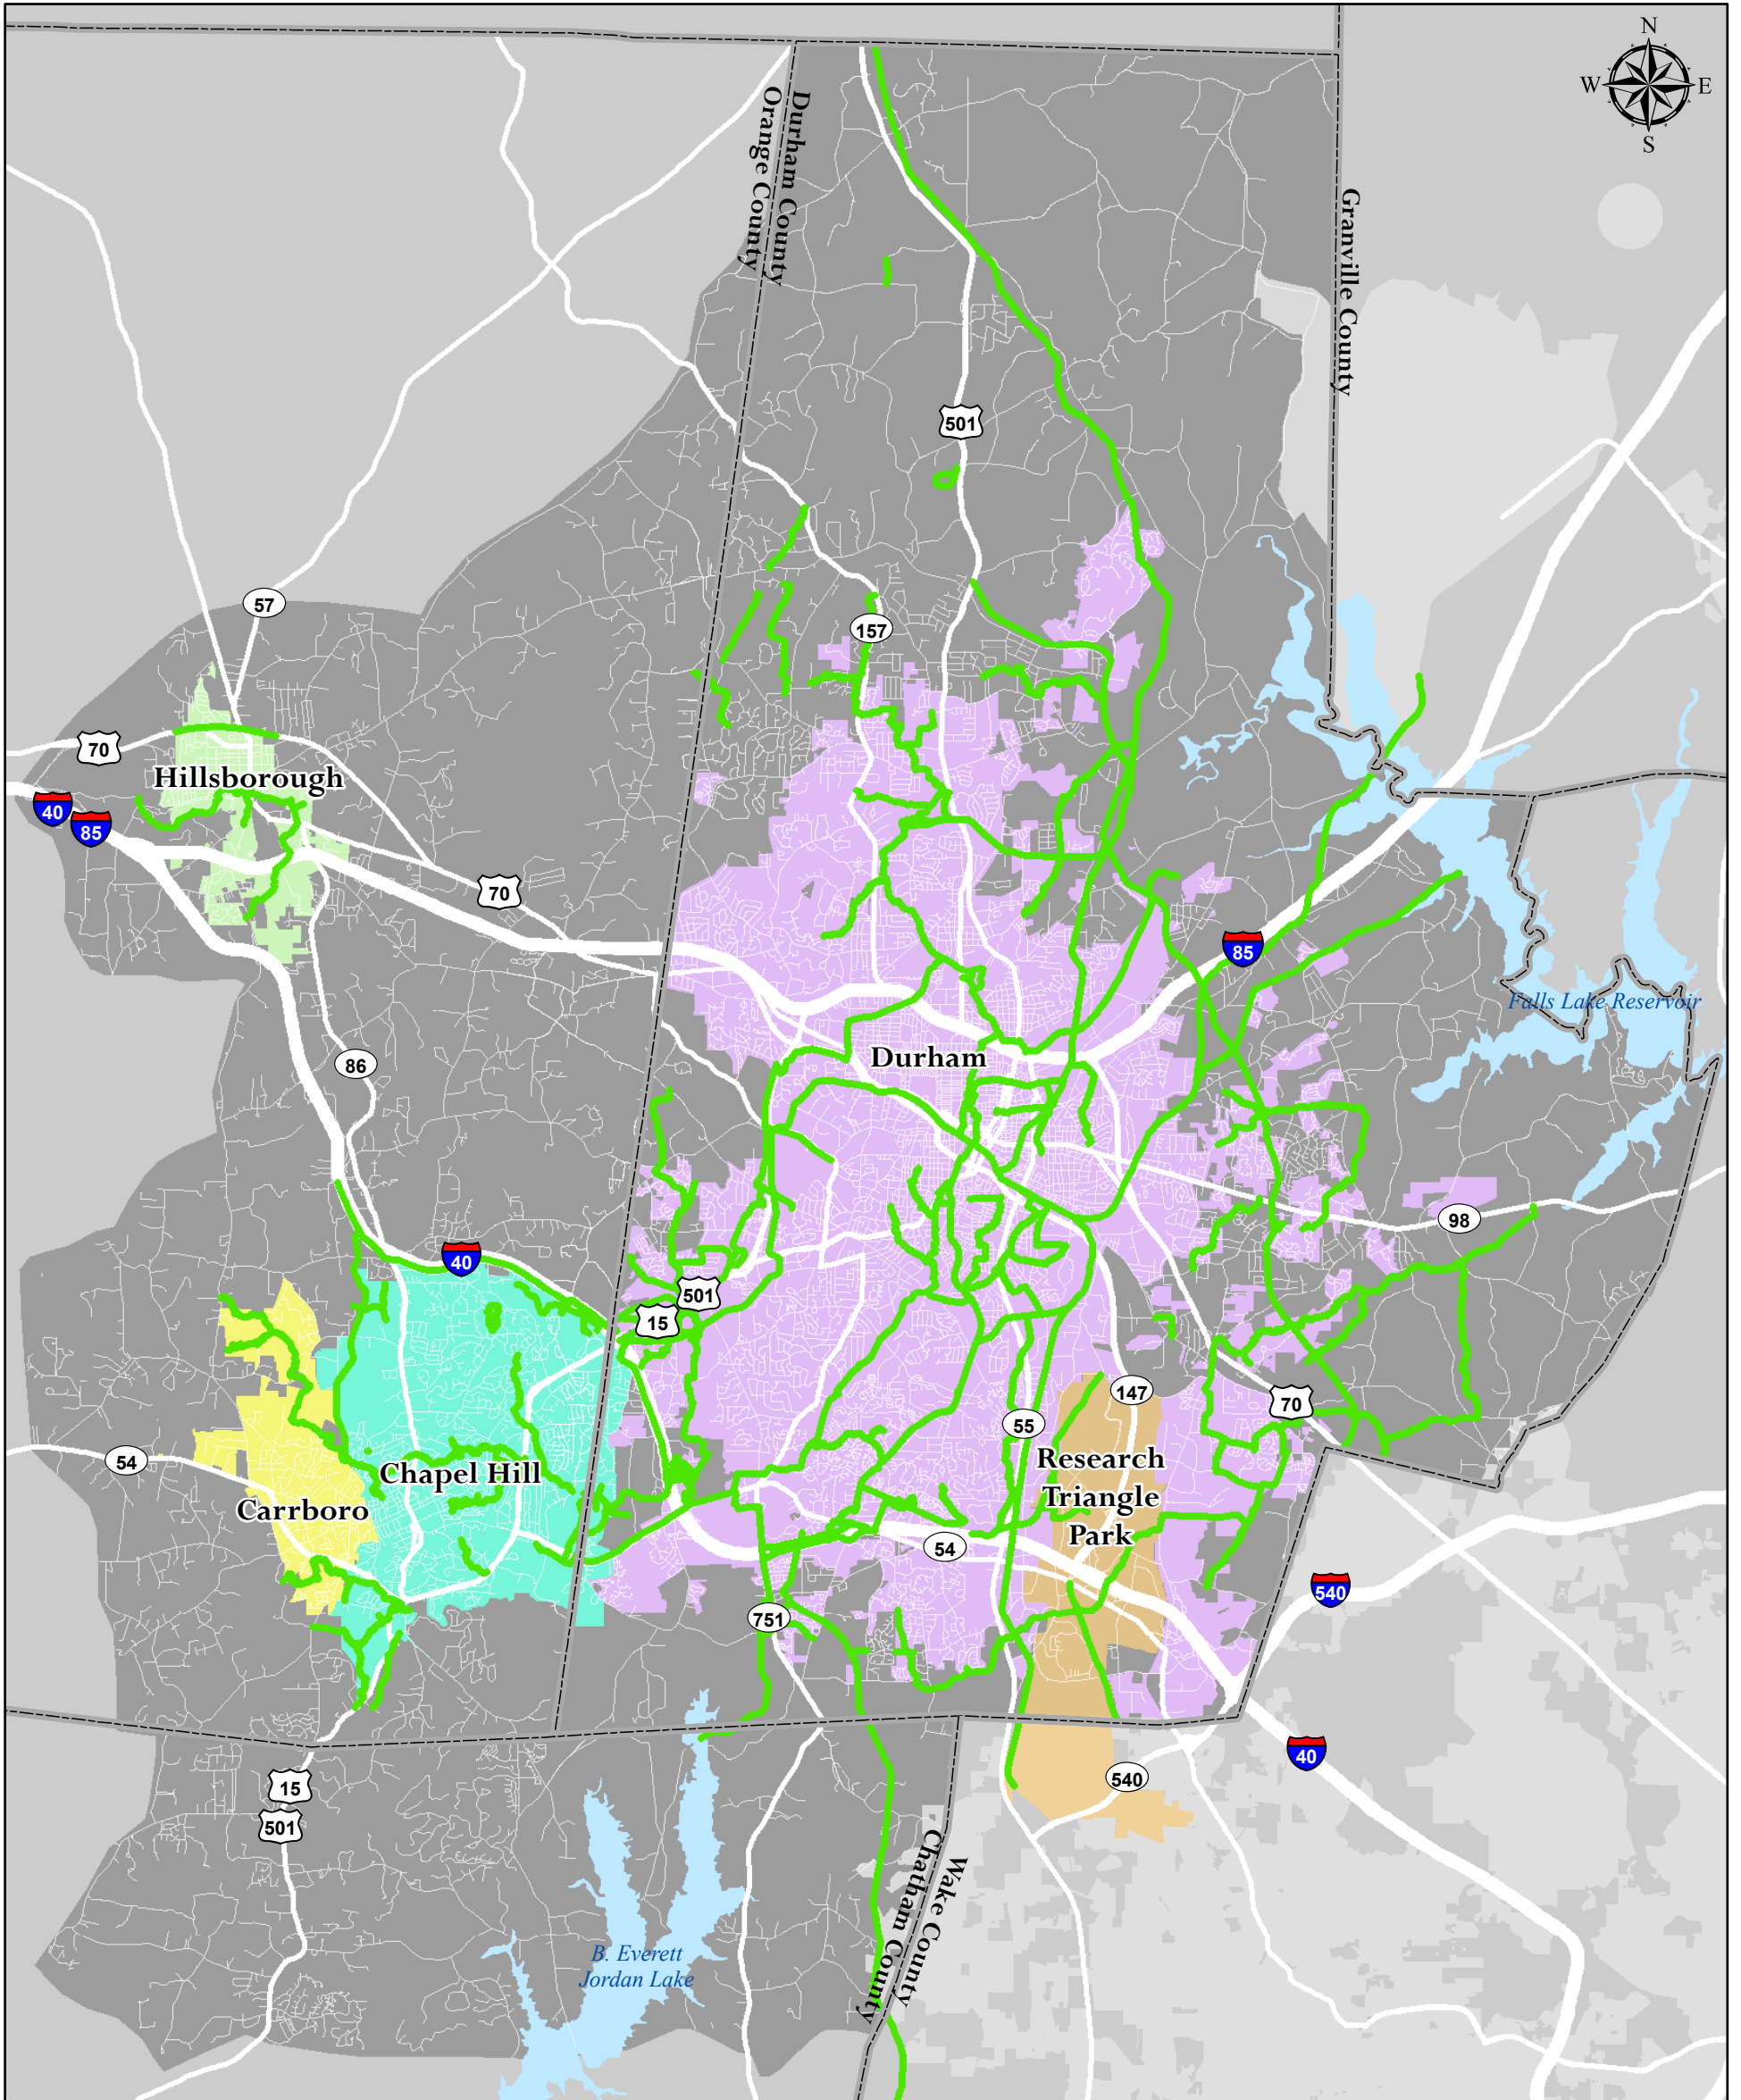 N
W E
S
Durham County
Orange County
Granville County
501
57
157
70
Hillsborough
40
85
70
85
Falls Lake Reservoir
86
Durham
98
40
501
15
70
147
55
54
Research
Triangle
Park
Chapel Hill
Carrboro
54
540
751
40
15
540
501
Wake County
Chatham County
B. Everett
Jordan Lake